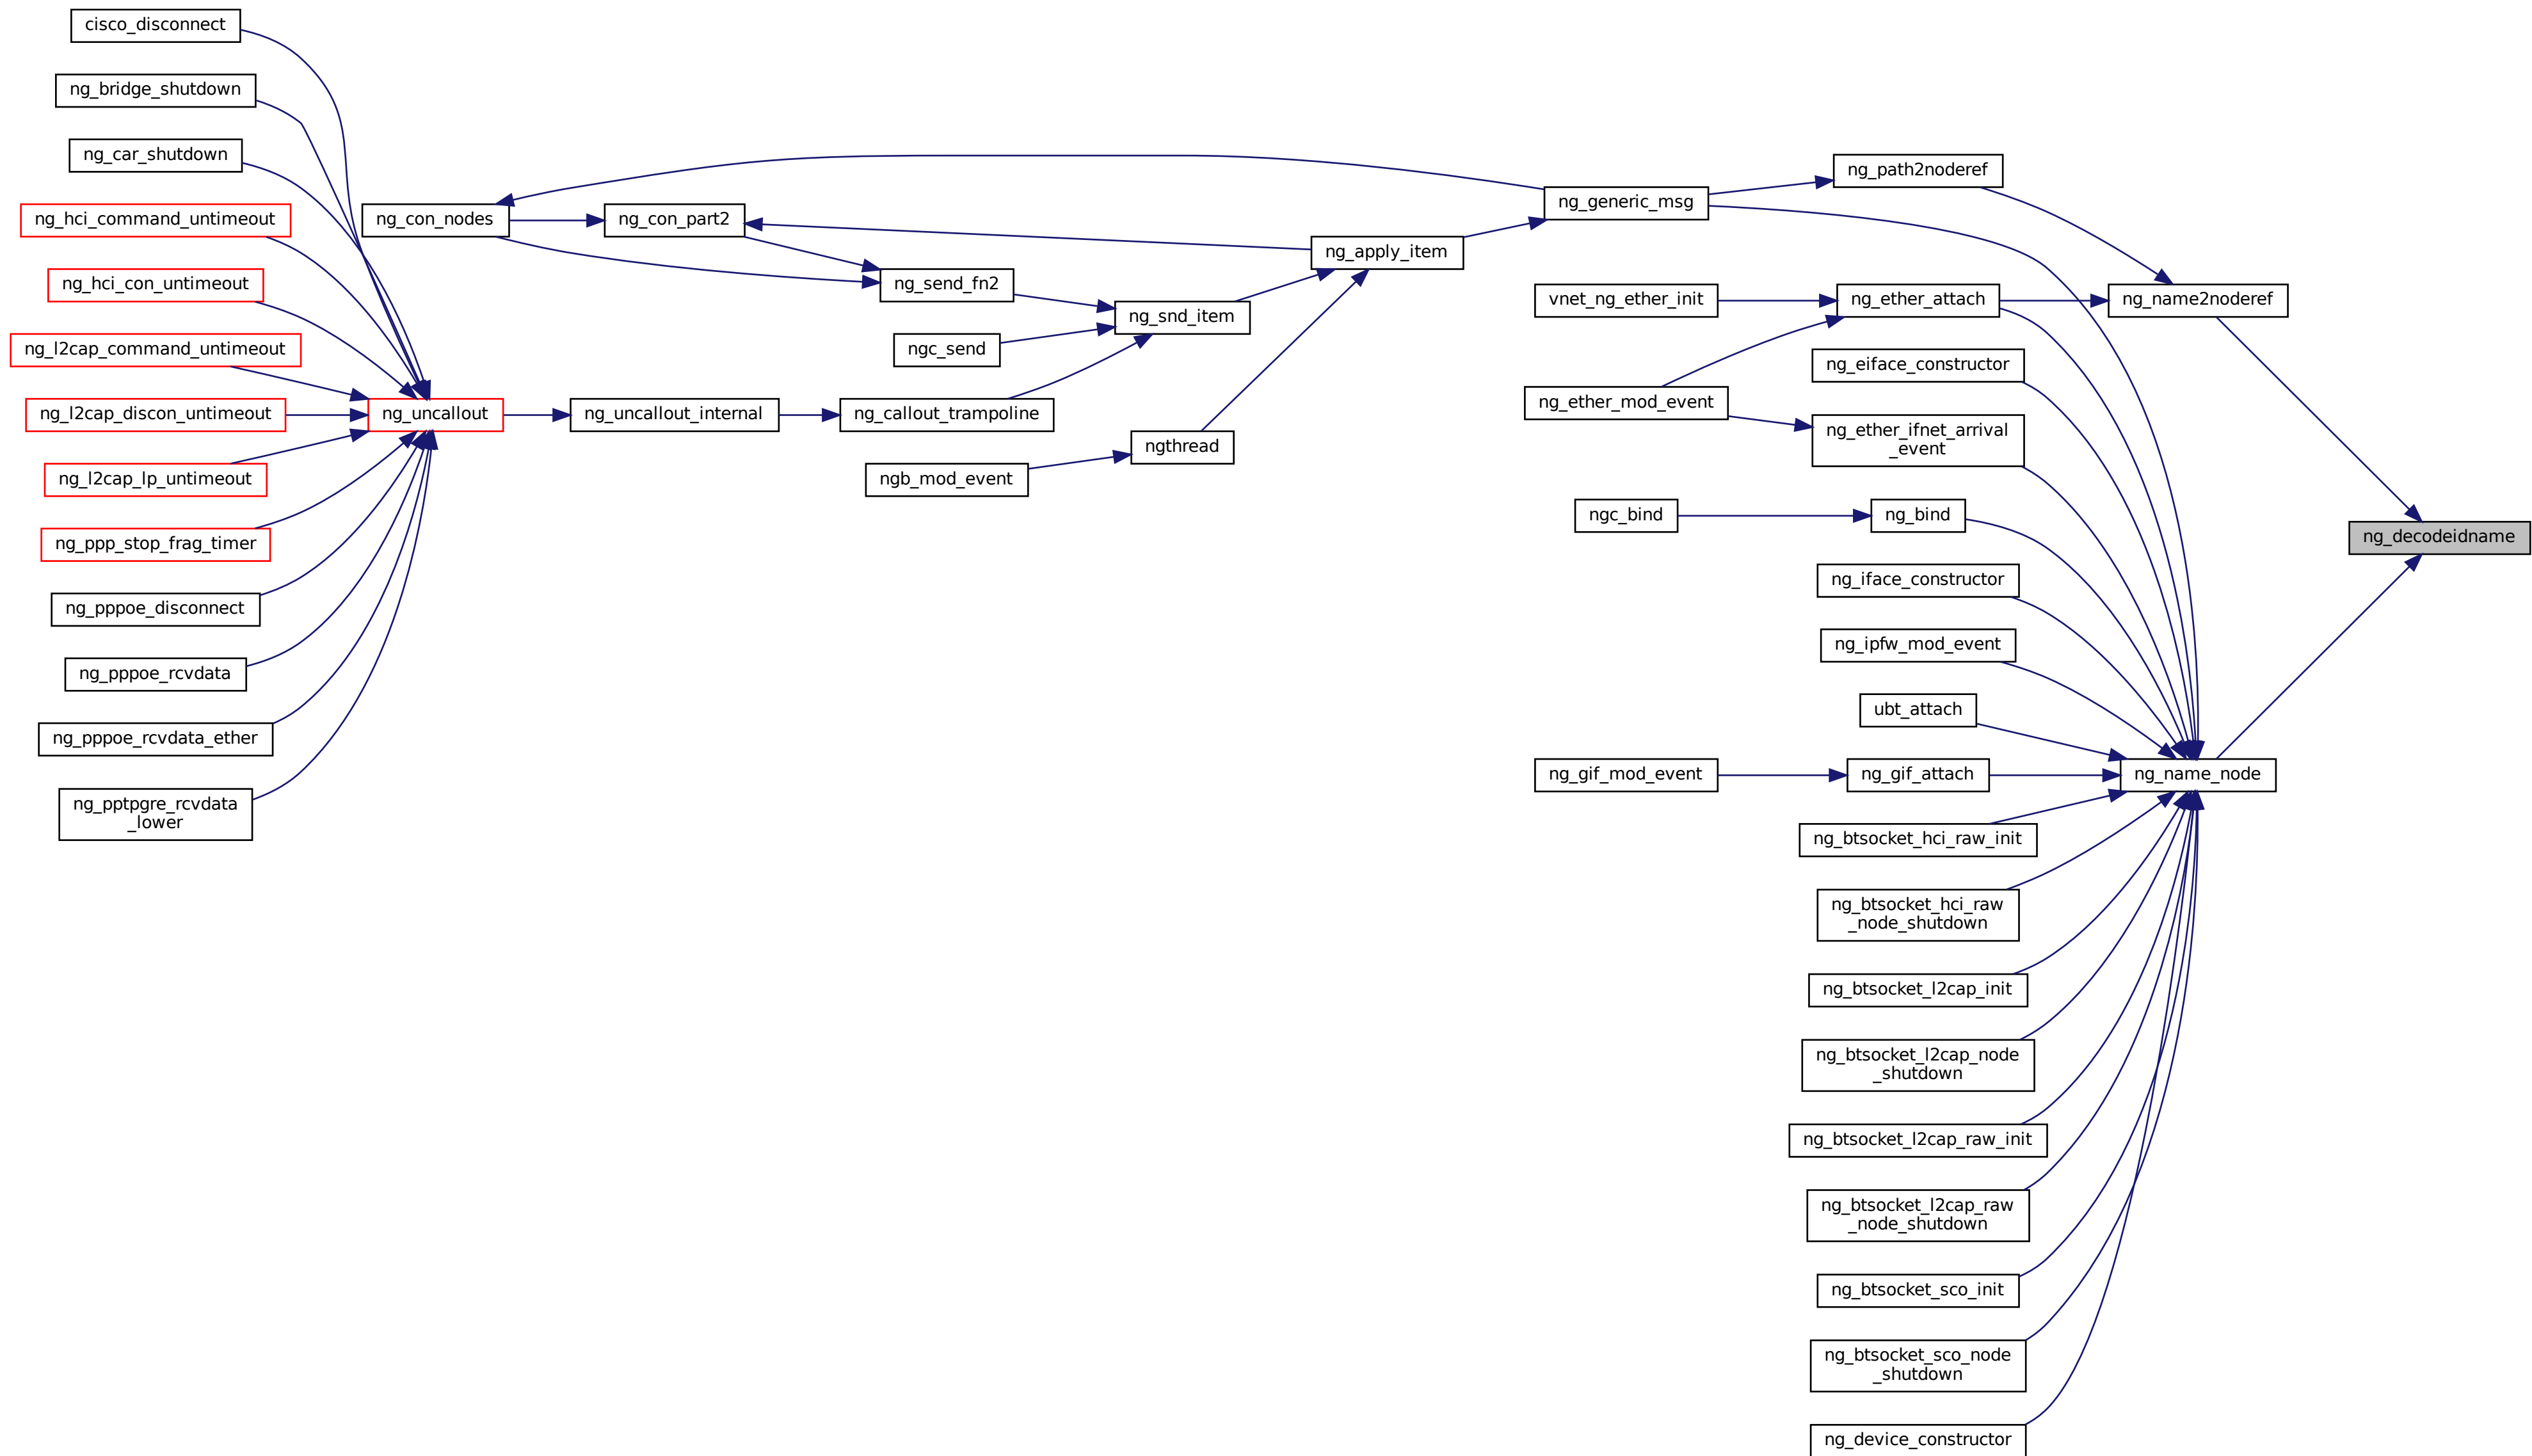 cisco_disconnect
ng_bridge_shutdown
ng_car_shutdown
ng_hci_command_untimeout
ng_hci_con_untimeout
ng_l2cap_command_untimeout
ng_l2cap_discon_untimeout
ng_l2cap_lp_untimeout
ng_ppp_stop_frag_timer
ng_pppoe_disconnect
ng_pppoe_rcvdata
ng_pppoe_rcvdata_ether
ng_pptpgre_rcvdata
_lower
ng_con_nodes
ng_uncallout
ng_con_part2
ng_uncallout_internal
ng_send_fn2
ngc_send
ng_callout_trampoline
ngb_mod_event
ng_snd_item
ngthread
ng_apply_item
ng_generic_msg
vnet_ng_ether_init
ng_ether_mod_event
ngc_bind
ng_gif_mod_event
ng_path2noderef
ng_ether_attach
ng_eiface_constructor
ng_ether_ifnet_arrival
_event
ng_bind
ng_iface_constructor
ng_ipfw_mod_event
ubt_attach
ng_gif_attach
ng_btsocket_hci_raw_init
ng_btsocket_hci_raw
_node_shutdown
ng_btsocket_l2cap_init
ng_btsocket_l2cap_node
_shutdown
ng_btsocket_l2cap_raw_init
ng_btsocket_l2cap_raw
_node_shutdown
ng_btsocket_sco_init
ng_btsocket_sco_node
_shutdown
ng_device_constructor
ng_name2noderef
ng_name_node
ng_decodeidname